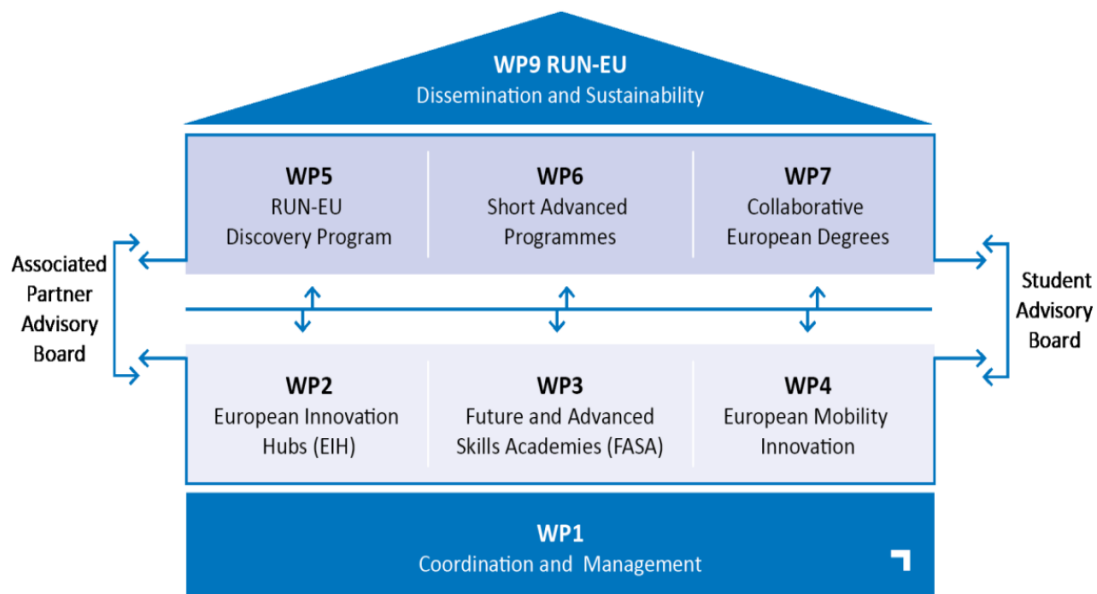 WP9 RUN-EU
Dissemination and Sustainability
WP5
RUN-EU
Discovery Program
WP6
Short Advanced
Programmes
WP7
Collaborative
European Degrees
Associated
Partner
Advisory
Board
Student
Advisory
Board
WP2
European Innovation
Hubs (EIH)
WP3
Future and Advanced
Skills Academies (FASA)
WP4
European Mobility
Innovation
WP1
Coordination and Management